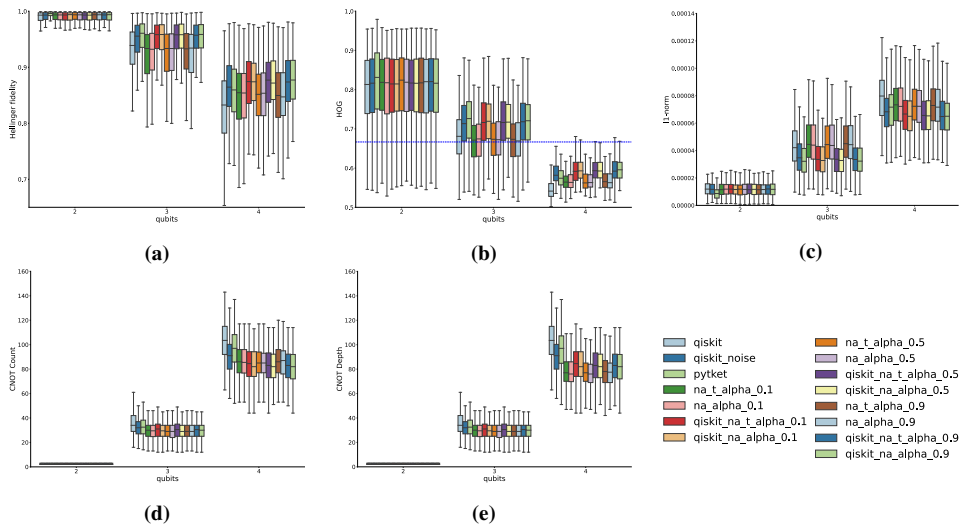 1.0
0.9
0.8
0.7
Hellinger fidelity
2
3
4
qubits
(a)
1.0
0.9
0.8
0.7
0.6
0.5
HOG
2
3
4
qubits
(b)
0.00014
0.00012
0.00010
0.00008
0.00006
0.00004
0.00002
0.00000
l1-norm
2
3
4
qubits
(c)
160
140
120
100
80
60
40
20
0
CNOT Count
2
3
4
qubits
(d)
160
140
120
100
80
60
40
20
0
CNOT Depth
2
3
4
qubits
(e)
qiskit
qiskit_noise
pytket
na_t_alpha_0.1
na_alpha_0.1
qiskit_na_t_alpha_0.1
qiskit_na_alpha_0.1
na_t_alpha_0.5
na_alpha_0.5
qiskit_na_t_alpha_0.5
qiskit_na_alpha_0.5
na_t_alpha_0.9
na_alpha_0.9
qiskit_na_t_alpha_0.9
qiskit_na_alpha_0.9